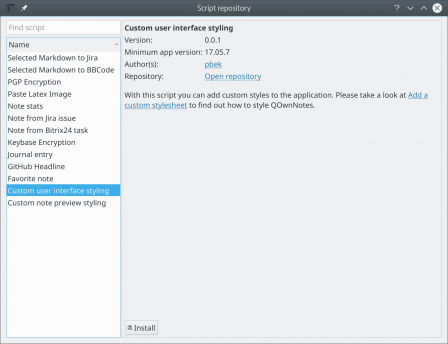 Script repository
Find script
Name
Selected Markdown to Jira
Selected Markdown to BBCode
PGP Encryption
Paste Latex Image
Note stats
Note from Jira issue
Note from Bitrix24 task
Keybase Encryption
Journal entry
GitHub Headline
Favorite note
Custom user interface styling
Custom note preview styling
Custom user interface styling
Version: 0.0.1
Minimum app version: 17.05.7
Author(s): pbek
Repository: Open repository
With this script you can add custom styles to the application. Please take a look at Add a
custom stylesheet to find out how to style QOwnNotes.
Install